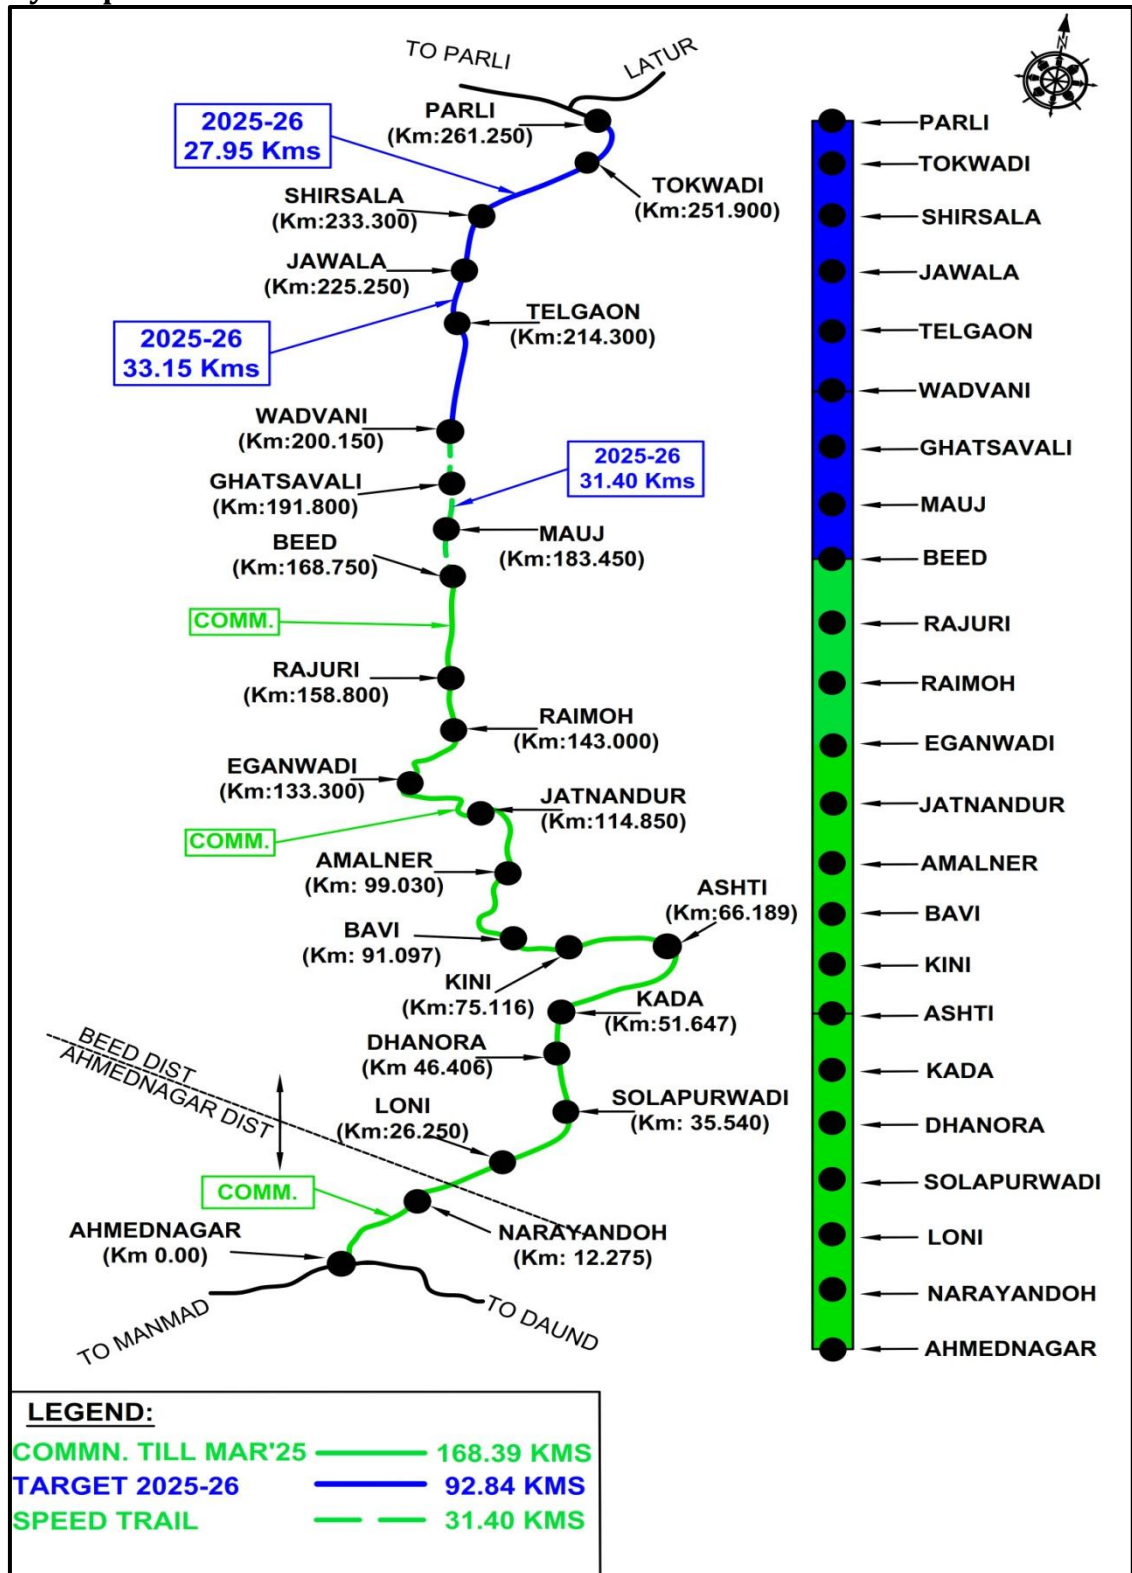 TO PARLI
LATUR
N
PARLI
(Km:261.250)
2025-26
27.95 Kms
TOKWADI
(Km:251.900)
SHIRSALA
(Km:233.300)
JAWALA
(Km:225.250)
TELGAON
(Km:214.300)
2025-26
33.15 Kms
WADVANI
(Km:200.150)
2025-26
31.40 Kms
GHATSAVALI
(Km:191.800)
MAUJ
(Km:183.450)
BEED
(Km:168.750)
COMM.
RAJURI
(Km:158.800)
RAIMOH
(Km:143.000)
EGANWADI
(Km:133.300)
JATNANDUR
(Km:114.850)
COMM.
AMALNER
(Km: 99.030)
ASHTI
(Km:66.189)
BAVI
(Km: 91.097)
KINI
(Km:75.116)
KADA
(Km:51.647)
DHANORA
(Km 46.406)
BEED DIST
AHMEDNAGAR DIST
SOLAPURWADI
(Km: 35.540)
LONI
(Km:26.250)
COMM.
NARAYANDOH
(Km: 12.275)
AHMEDNAGAR
(Km 0.00)
TO MANMAD
TO DAUND
PARLI
TOKWADI
SHIRSALA
JAWALA
TELGAON
WADVANI
GHATSAVALI
MAUJ
BEED
RAJURI
RAIMOH
EGANWADI
JATNANDUR
AMALNER
BAVI
KINI
ASHTI
KADA
DHANORA
SOLAPURWADI
LONI
NARAYANDOH
AHMEDNAGAR
LEGEND:
COMMN. TILL MAR'25 168.39 KMS
TARGET 2025-26 92.84 KMS
SPEED TRAIL 31.40 KMS